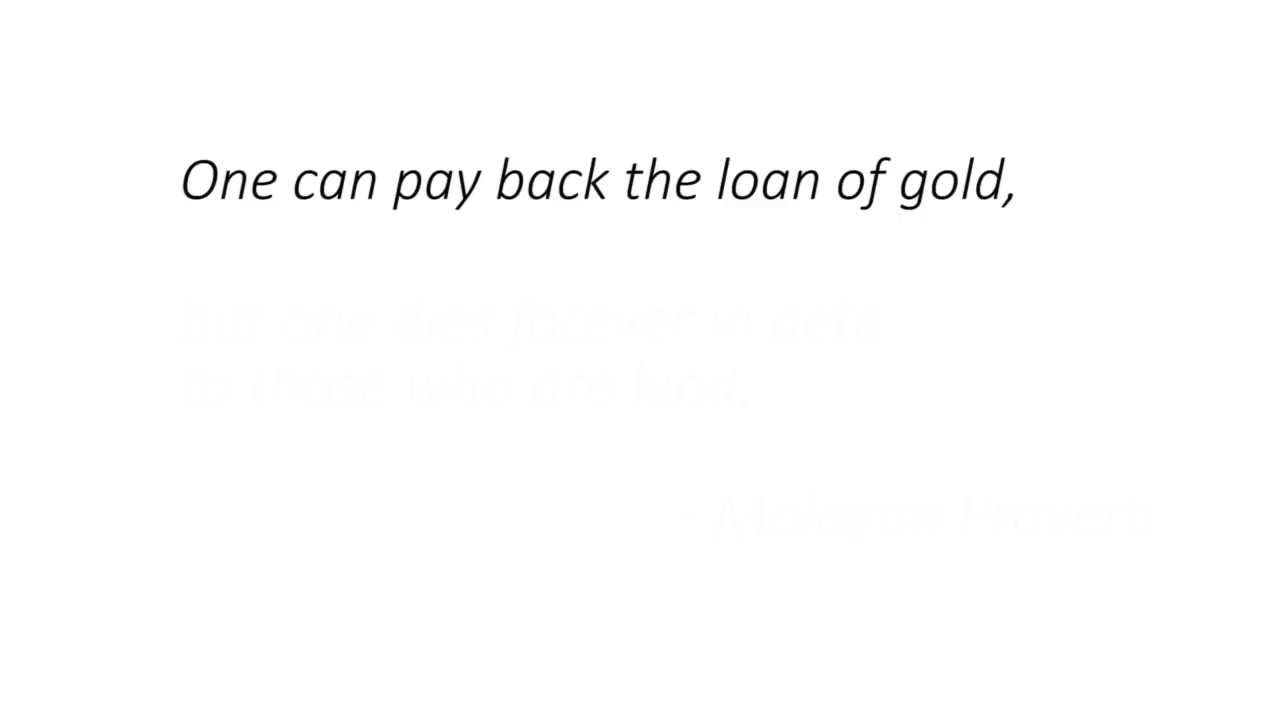 One can pay back the loan of gold,
but one dies forever in debt
to those who are kind.
- Malayan Proverb